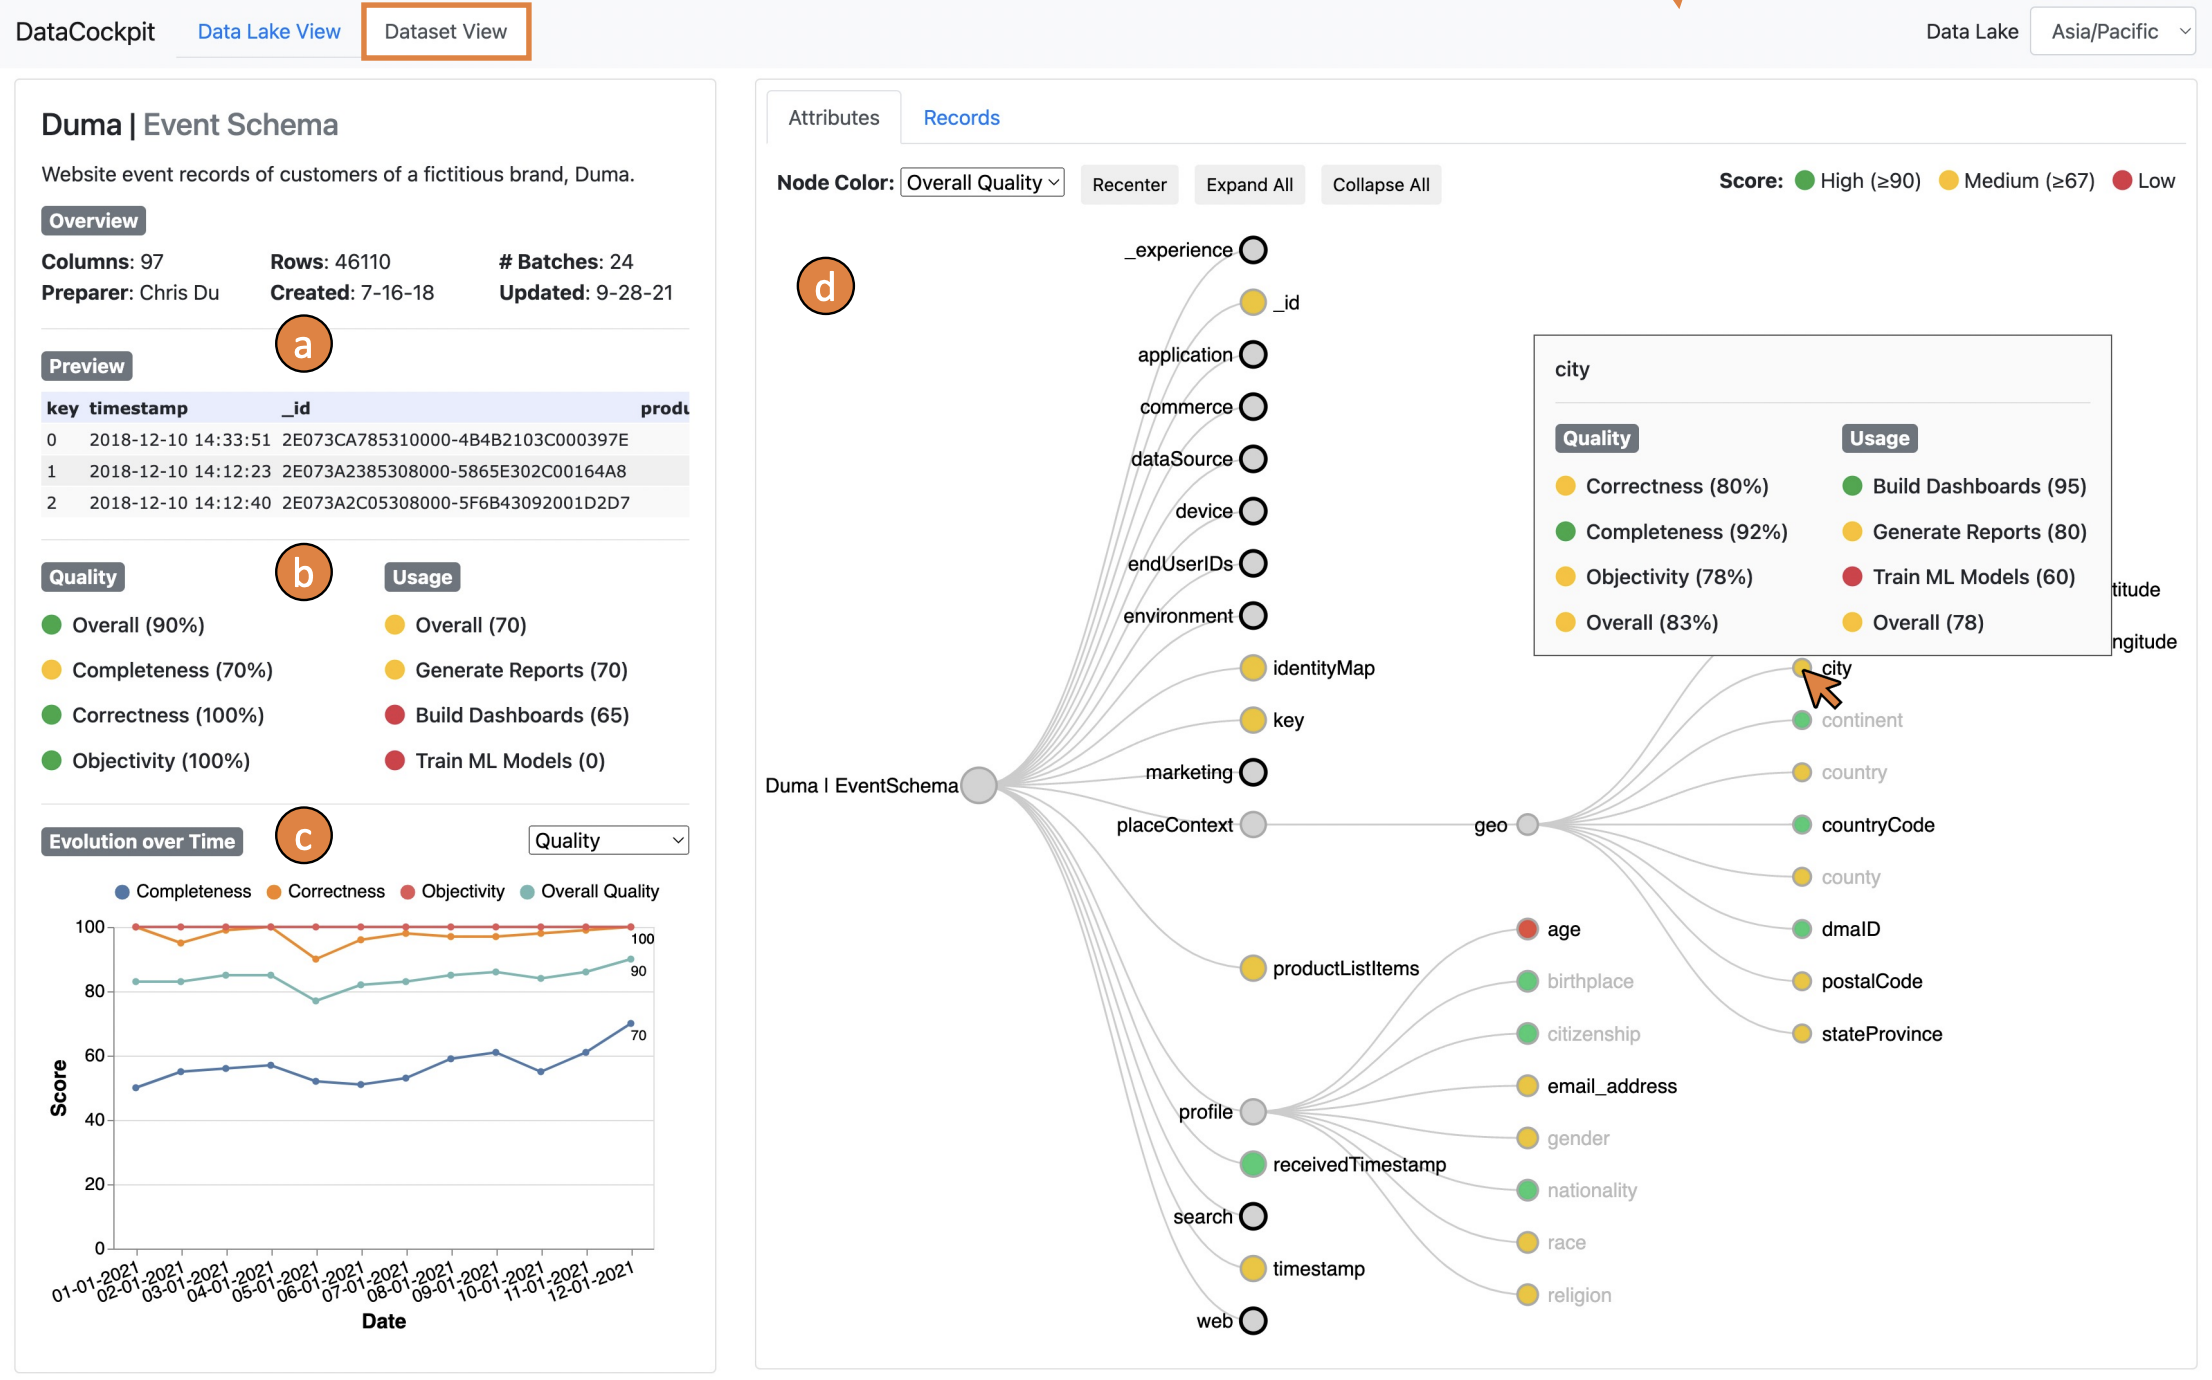 DataCockpit Data Lake View Dataset View Data Lake Asia/Pacific
Duma | Event Schema
Website event records of customers of a fictitious brand, Duma.
Overview
Columns: 97 Rows: 46110 # Batches: 24
Preparer: Chris Du Created: 7-16-18 Updated: 9-28-21
a
Preview
key timestamp _id produ
0 2018-12-10 14:33:51 2E073CA785310000-4B4B2103C000397E
1 2018-12-10 14:12:23 2E073A2385308000-5865E302C00164A8
2 2018-12-10 14:12:40 2E073A2C05308000-5F6B43092001D2D7
b
Quality Usage
Overall (90%) Overall (70)
Completeness (70%) Generate Reports (70)
Correctness (100%) Build Dashboards (65)
Objectivity (100%) Train ML Models (0)
c
Evolution over Time Quality
Completeness Correctness Objectivity Overall Quality
100
80
60
40
20
0
Score
100
90
70
01-01-2021 02-01-2021 03-01-2021 04-01-2021 05-01-2021 06-01-2021 07-01-2021 08-01-2021 09-01-2021 10-01-2021 11-01-2021 12-01-2021
Date
Attributes Records
Node Color: Overall Quality Recenter Expand All Collapse All Score: High (≥90) Medium (≥67) Low
d
Duma | EventSchema
_experience
_id
application
commerce
dataSource
device
endUserIDs
environment
identityMap
key
marketing
placeContext
productListItems
profile
receivedTimestamp
search
timestamp
web
geo
age
birthplace
citizenship
email_address
gender
nationality
race
religion
titude
ngitude
city
continent
country
countryCode
county
dmaID
postalCode
stateProvince
city
Quality Usage
Correctness (80%) Build Dashboards (95)
Completeness (92%) Generate Reports (80)
Objectivity (78%) Train ML Models (60)
Overall (83%) Overall (78)